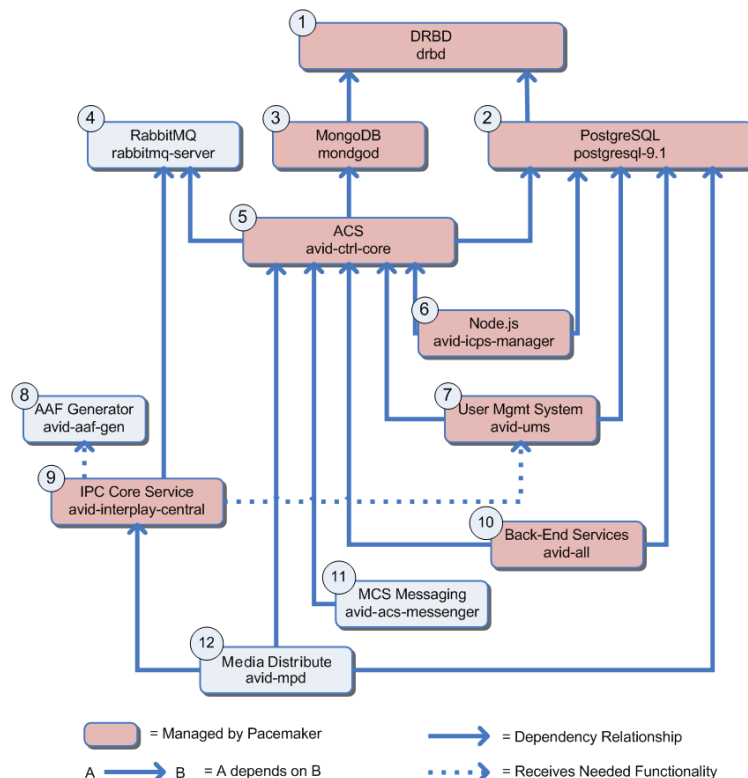 1
DRBD
drbd
4
RabbitMQ
rabbitmq-server
3
MongoDB
mondgod
2
PostgreSQL
postgresql-9.1
5
ACS
avid-ctrl-core
6
Node.js
avid-icps-manager
8
AAF Generator
avid-aaf-gen
7
User Mgmt System
avid-ums
9
IPC Core Service
avid-interplay-central
10
Back-End Services
avid-all
11
MCS Messaging
avid-acs-messenger
12
Media Distribute
avid-mpd
= Managed by Pacemaker
= Dependency Relationship
A B = A depends on B
= Receives Needed Functionality